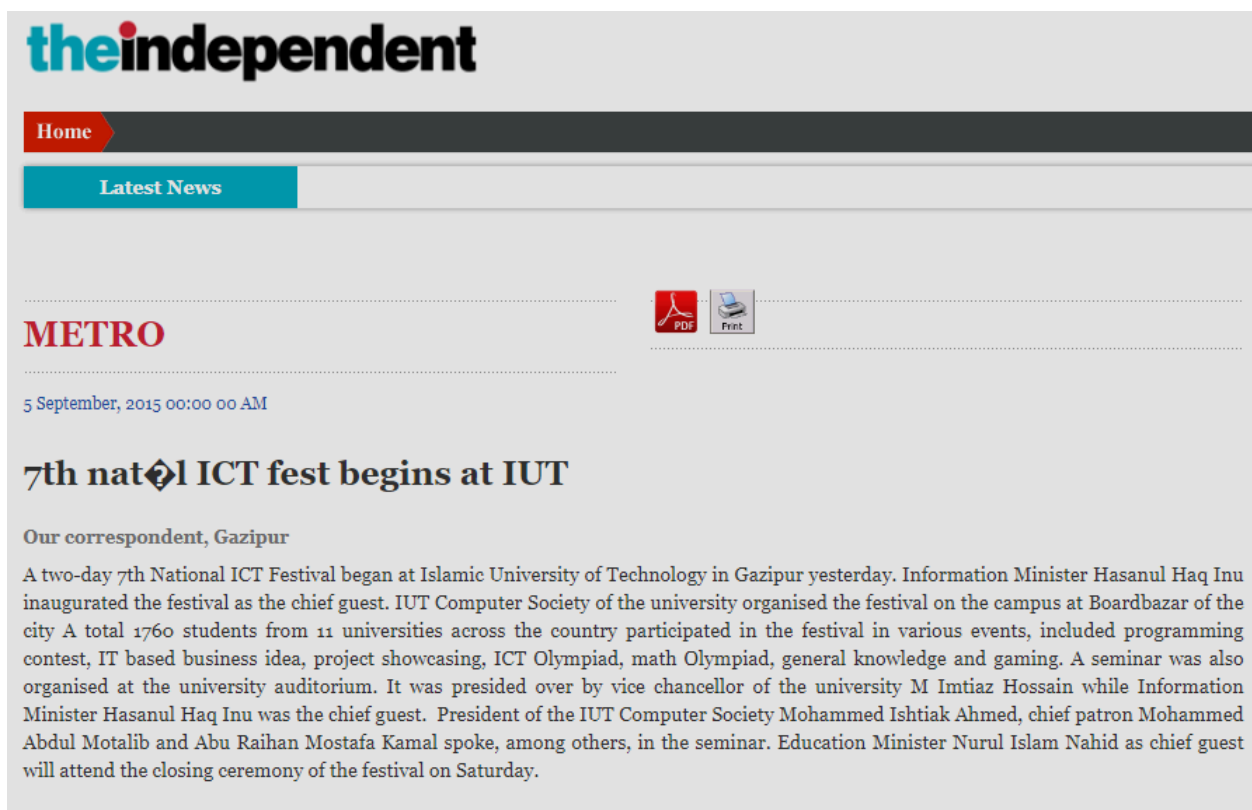 theindependent
Home
Latest News
METRO
PDF
Print
5 September, 2015 00:00 00 AM
7th nat�l ICT fest begins at IUT
Our correspondent, Gazipur
A two-day 7th National ICT Festival began at Islamic University of Technology in Gazipur yesterday. Information Minister Hasanul Haq Inu
inaugurated the festival as the chief guest. IUT Computer Society of the university organised the festival on the campus at Boardbazar of the
city A total 1760 students from 11 universities across the country participated in the festival in various events, included programming
contest, IT based business idea, project showcasing, ICT Olympiad, math Olympiad, general knowledge and gaming. A seminar was also
organised at the university auditorium. It was presided over by vice chancellor of the university M Imtiaz Hossain while Information
Minister Hasanul Haq Inu was the chief guest.  President of the IUT Computer Society Mohammed Ishtiak Ahmed, chief patron Mohammed
Abdul Motalib and Abu Raihan Mostafa Kamal spoke, among others, in the seminar. Education Minister Nurul Islam Nahid as chief guest
will attend the closing ceremony of the festival on Saturday.